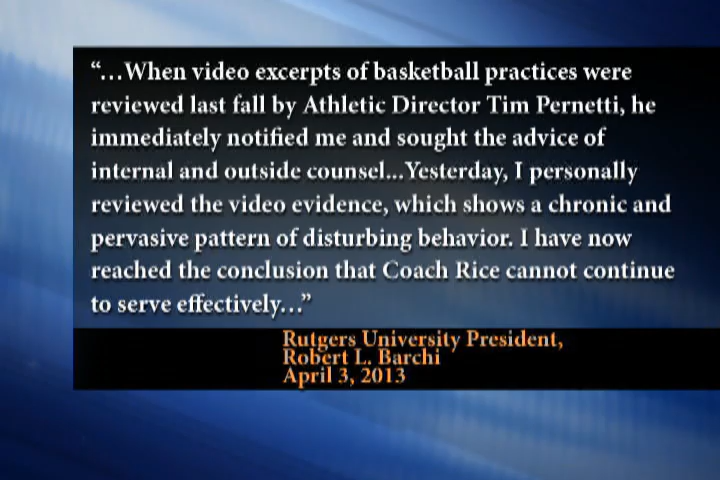 “…When video excerpts of basketball practices were
reviewed last fall by Athletic Director Tim Pernetti, he
immediately notified me and sought the advice of
internal and outside counsel...Yesterday, I personally
reviewed the video evidence, which shows a chronic and
pervasive pattern of disturbing behavior. I have now
reached the conclusion that Coach Rice cannot continue
to serve effectively…”
Rutgers University President,
Robert L. Barchi
April 3, 2013